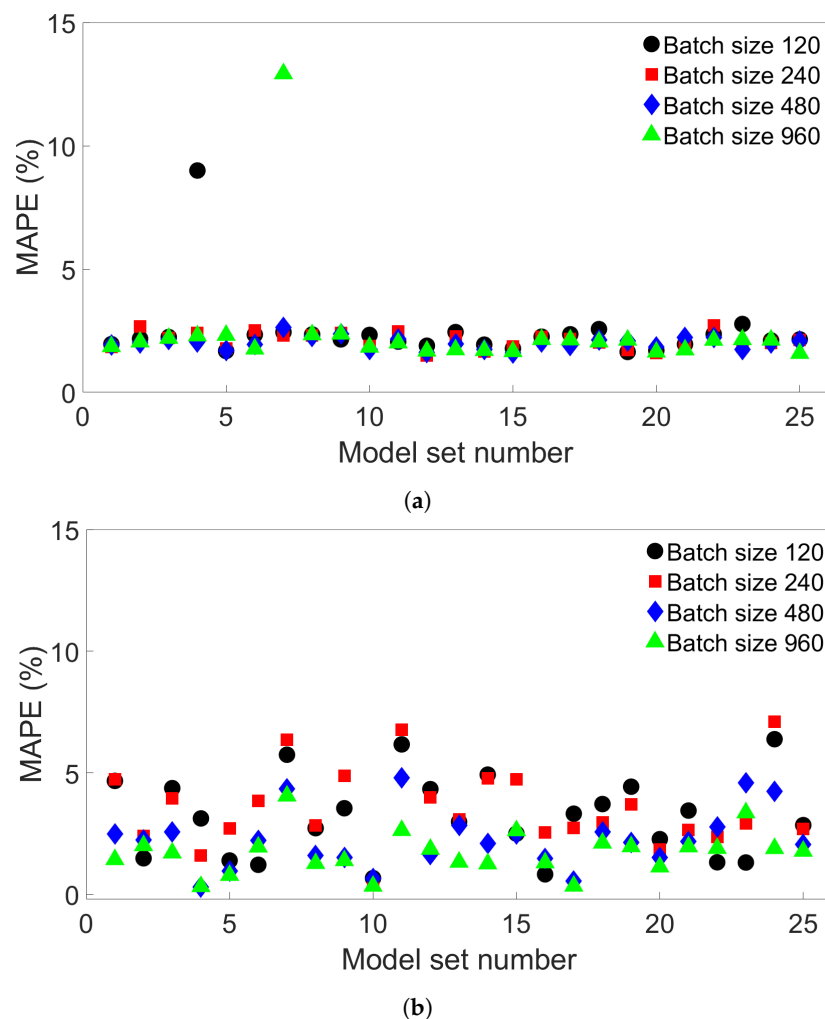 15
10
5
0
MAPE (%)
Batch size 120
Batch size 240
Batch size 480
Batch size 960
0 5 10 15 20 25
Model set number
(a)
15
10
5
0
MAPE (%)
Batch size 120
Batch size 240
Batch size 480
Batch size 960
0 5 10 15 20 25
Model set number
(b)